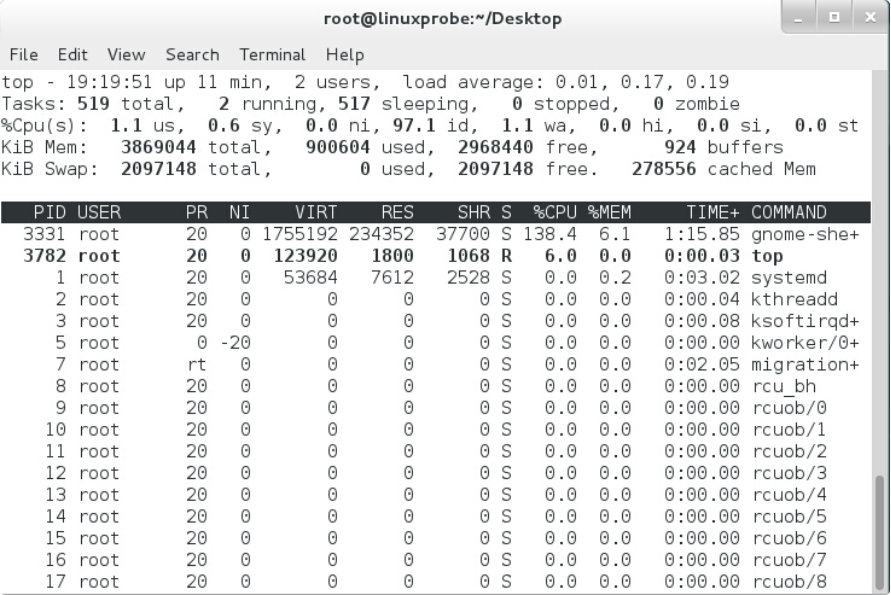 root@linuxprobe:~/Desktop
File Edit View Search Terminal Help
top - 19:19:51 up 11 min,  2 users,  load average: 0.01, 0.17, 0.19
Tasks: 519 total,   2 running, 517 sleeping,   0 stopped,   0 zombie
%Cpu(s):  1.1 us,  0.6 sy,  0.0 ni, 97.1 id,  1.1 wa,  0.0 hi,  0.0 si,  0.0 st
KiB Mem:   3869044 total,   900604 used,  2968440 free,      924 buffers
KiB Swap:  2097148 total,        0 used,  2097148 free.   278556 cached Mem
PID USER      PR  NI    VIRT    RES    SHR S  %CPU %MEM     TIME+ COMMAND
3331 root      20   0 1755192 234352  37700 S 138.4  6.1   1:15.85 gnome-she+
3782 root      20   0  123920   1800   1068 R   6.0  0.0   0:00.03 top
1 root      20   0   53684   7612   2528 S   0.0  0.2   0:03.02 systemd
2 root      20   0       0      0      0 S   0.0  0.0   0:00.04 kthreadd
3 root      20   0       0      0      0 S   0.0  0.0   0:00.08 ksoftirqd+
5 root       0 -20       0      0      0 S   0.0  0.0   0:00.00 kworker/0+
7 root      rt   0       0      0      0 S   0.0  0.0   0:02.05 migration+
8 root      20   0       0      0      0 S   0.0  0.0   0:00.00 rcu_bh
9 root      20   0       0      0      0 S   0.0  0.0   0:00.00 rcuob/0
10 root      20   0       0      0      0 S   0.0  0.0   0:00.00 rcuob/1
11 root      20   0       0      0      0 S   0.0  0.0   0:00.00 rcuob/2
12 root      20   0       0      0      0 S   0.0  0.0   0:00.00 rcuob/3
13 root      20   0       0      0      0 S   0.0  0.0   0:00.00 rcuob/4
14 root      20   0       0      0      0 S   0.0  0.0   0:00.00 rcuob/5
15 root      20   0       0      0      0 S   0.0  0.0   0:00.00 rcuob/6
16 root      20   0       0      0      0 S   0.0  0.0   0:00.00 rcuob/7
17 root      20   0       0      0      0 S   0.0  0.0   0:00.00 rcuob/8